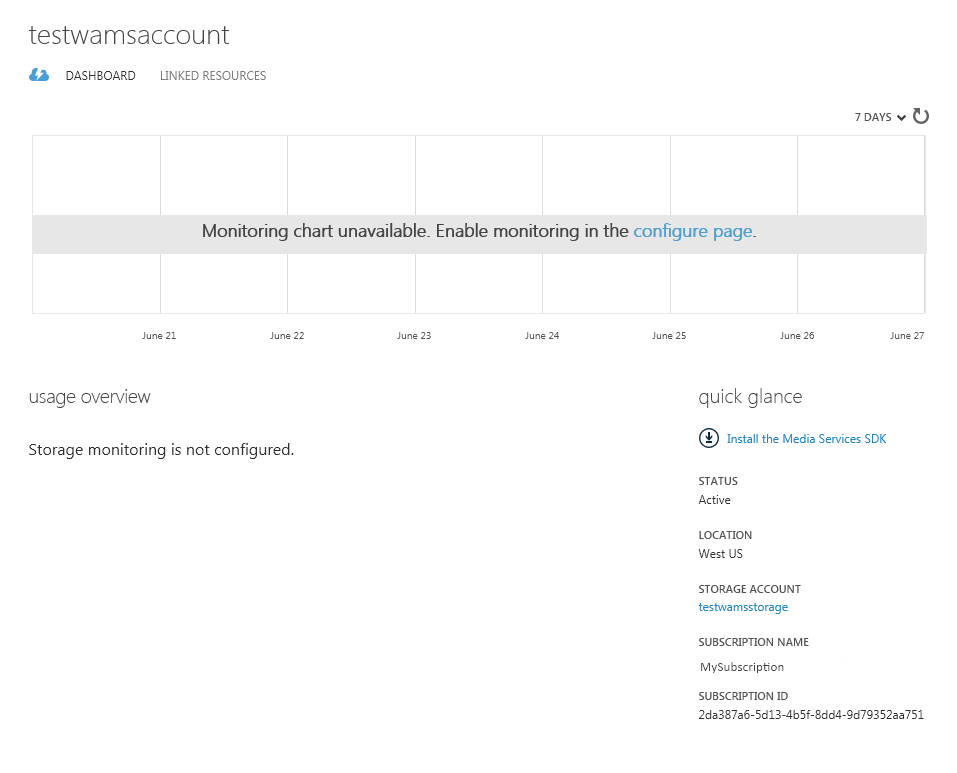 testwamsaccount
DASHBOARD LINKED RESOURCES
7 DAYS
Monitoring chart unavailable. Enable monitoring in the configure page.
June 21 June 22 June 23 June 24 June 25 June 26 June 27
usage overview
Storage monitoring is not configured.
quick glance
Install the Media Services SDK
STATUS
Active
LOCATION
West US
STORAGE ACCOUNT
testwamsstorage
SUBSCRIPTION NAME
MySubscription
SUBSCRIPTION ID
2da387a6-5d13-4b5f-8dd4-9d79352aa751